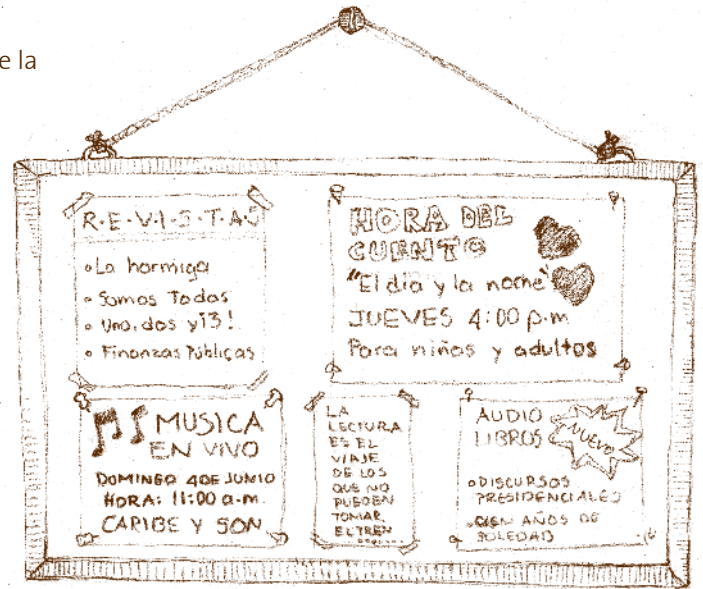 e la
R·E·V·I·S·T·A·S
• La hormiga
• Somos Todas
• Uno, dos y ¡3!
• Finanzas Públicas
HORA DEL
CUENTO
"El día y la noche"
JUEVES 4:00 p.m
Para niños y adultos
MUSICA
EN VIVO
DOMINGO 4 DE JUNIO
HORA: 11:00 a.m.
CARIBE Y SON
LA
LECTURA
ES EL
VIAJE
DE LOS
QUE NO
PUEDEN
TOMAR
EL TREN
AUDIO
LIBROS
NUEVO
• DISCURSOS
PRESIDENCIALES
• CIEN AÑOS DE
SOLEDAD